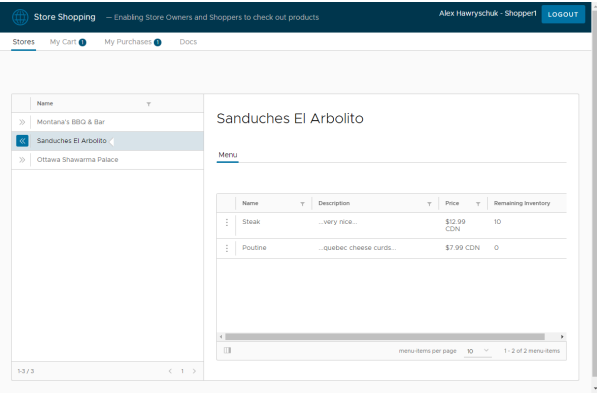 Store Shopping — Enabling Store Owners and Shoppers to check out products Alex Hawryschuk - Shopper1 LOGOUT
Stores My Cart 1 My Purchases 1 Docs
Name
Montana's BBQ & Bar
Sanduches El Arbolito
Ottawa Shawarma Palace
1-3 / 3 1
Sanduches El Arbolito
Menu
Name Description Price Remaining Inventory
Steak ...very nice... $12.99 CDN 10
Poutine ...quebec cheese curds... $7.99 CDN 0
menu-items per page 10 1 - 2 of 2 menu-items